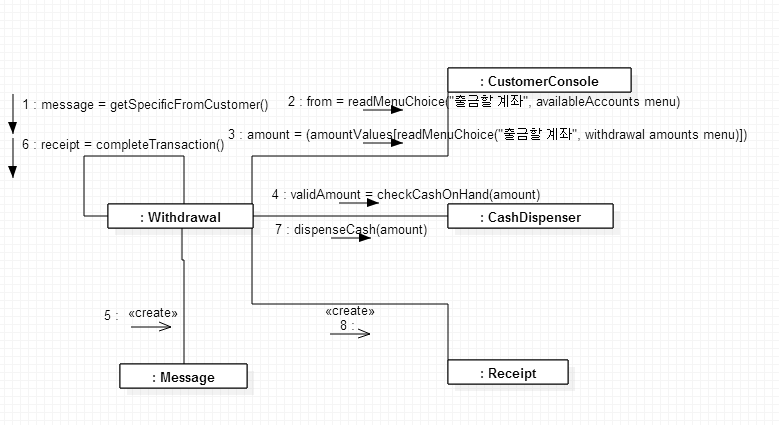 : CustomerConsole
1 : message = getSpecificFromCustomer()
2 : from = readMenuChoice("출금할 계좌", availableAccounts menu)
3 : amount = (amountValues[readMenuChoice("출금할 계좌", withdrawal amounts menu)])
6 : receipt = completeTransaction()
4 : validAmount = checkCashOnHand(amount)
: Withdrawal
: CashDispenser
7 : dispenseCash(amount)
5 : «create»
«create»
8 :
: Message
: Receipt